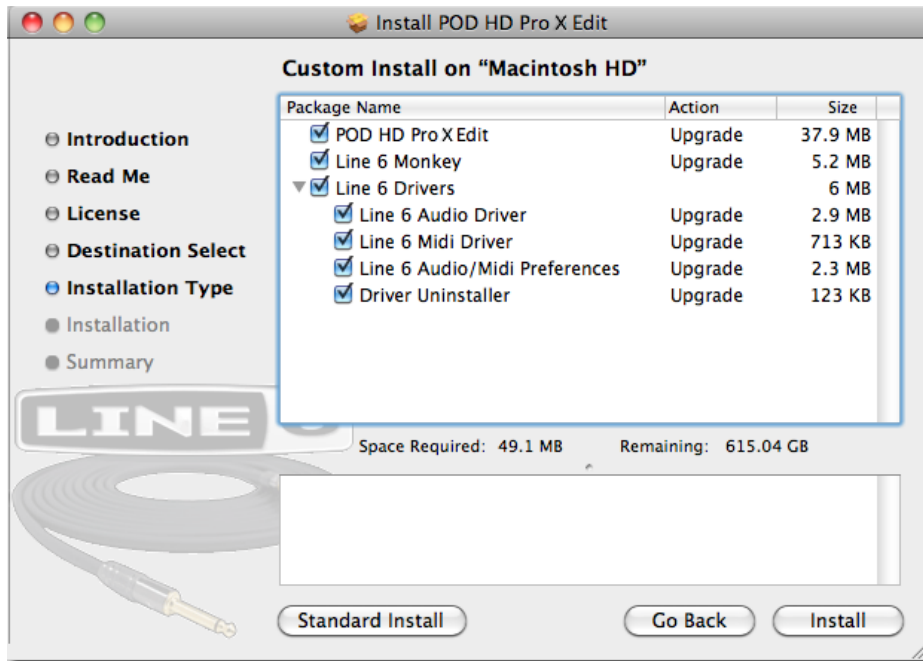 Install POD HD Pro X Edit
Custom Install on “Macintosh HD”
Introduction
Read Me
License
Destination Select
Installation Type
Installation
Summary
Package Name Action Size
POD HD Pro X Edit Upgrade 37.9 MB
Line 6 Monkey Upgrade 5.2 MB
Line 6 Drivers 6 MB
Line 6 Audio Driver Upgrade 2.9 MB
Line 6 Midi Driver Upgrade 713 KB
Line 6 Audio/Midi Preferences Upgrade 2.3 MB
Driver Uninstaller Upgrade 123 KB
LINE
Space Required: 49.1 MB Remaining: 615.04 GB
Standard Install Go Back Install